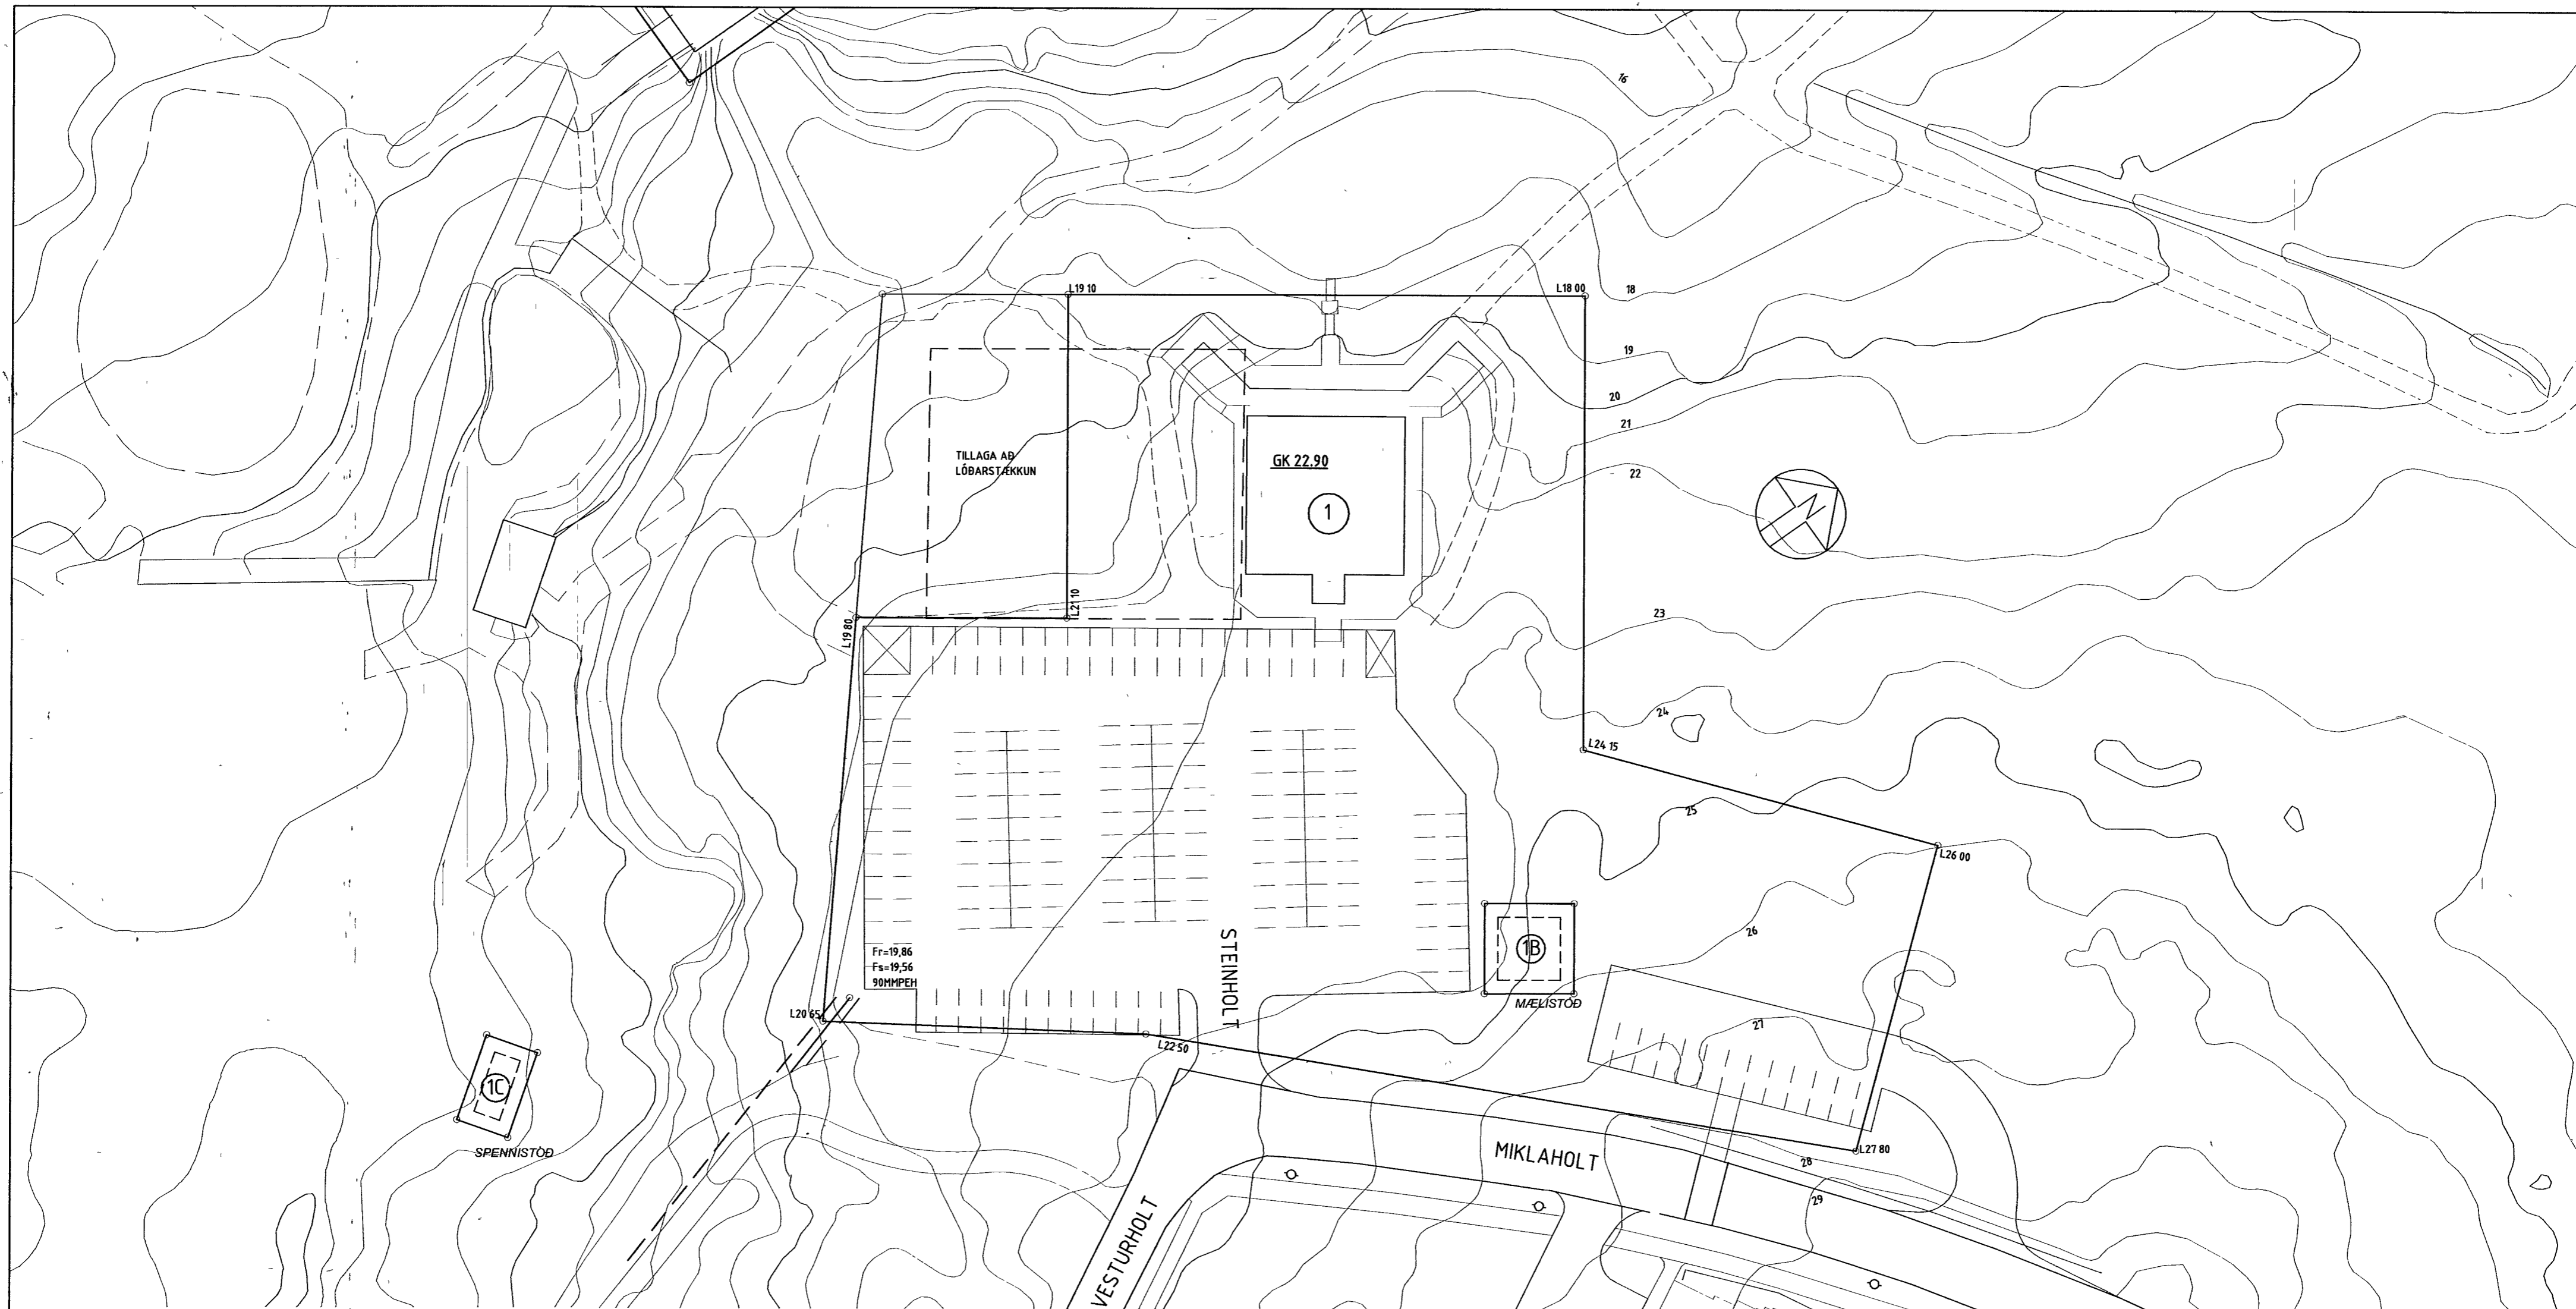 16
L19 10
L18 00
18
19
20
21
22
TILLAGA AÐ
LÓÐARSTÆKKUN
GK 22.90
1
N
L21 10
L19 80
23
24
L24 15
25
L26 00
26
STEINHOLT
1B
MÆLISTÖÐ
Fr=19,86
Fs=19,56
90MMPEH
L20 65
L22 50
27
1C
SPENNISTÖÐ
MIKLAHOLT
L27 80
28
29
VESTURHOLT